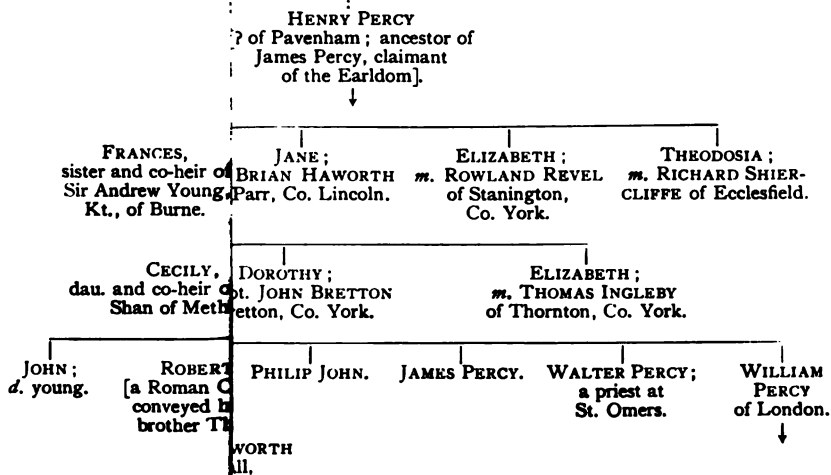 HENRY PERCY
? of Pavenham; ancestor of
James Percy, claimant
of the Earldom].
FRANCES,
sister and co-heir of
Sir Andrew Young,
Kt., of Burne.
JANE;
BRIAN HAWORTH
Parr, Co. Lincoln.
ELIZABETH;
m. ROWLAND REVEL
of Stanington,
Co. York.
THEODOSIA;
m. RICHARD SHIER-
CLIFFE of Ecclesfield.
CECILY,
dau. and co-heir
Shan of Meth
DOROTHY;
pt. JOHN BRETTON
etton, Co. York.
ELIZABETH;
m. THOMAS INGLEBY
of Thornton, Co. York.
JOHN;
d. young.
ROBERT
[a Roman C
conveyed
brother Th
PHILIP JOHN.
JAMES PERCY.
WALTER PERCY;
a priest at
St. Omers.
WILLIAM
PERCY
of London.
WORTH
all,